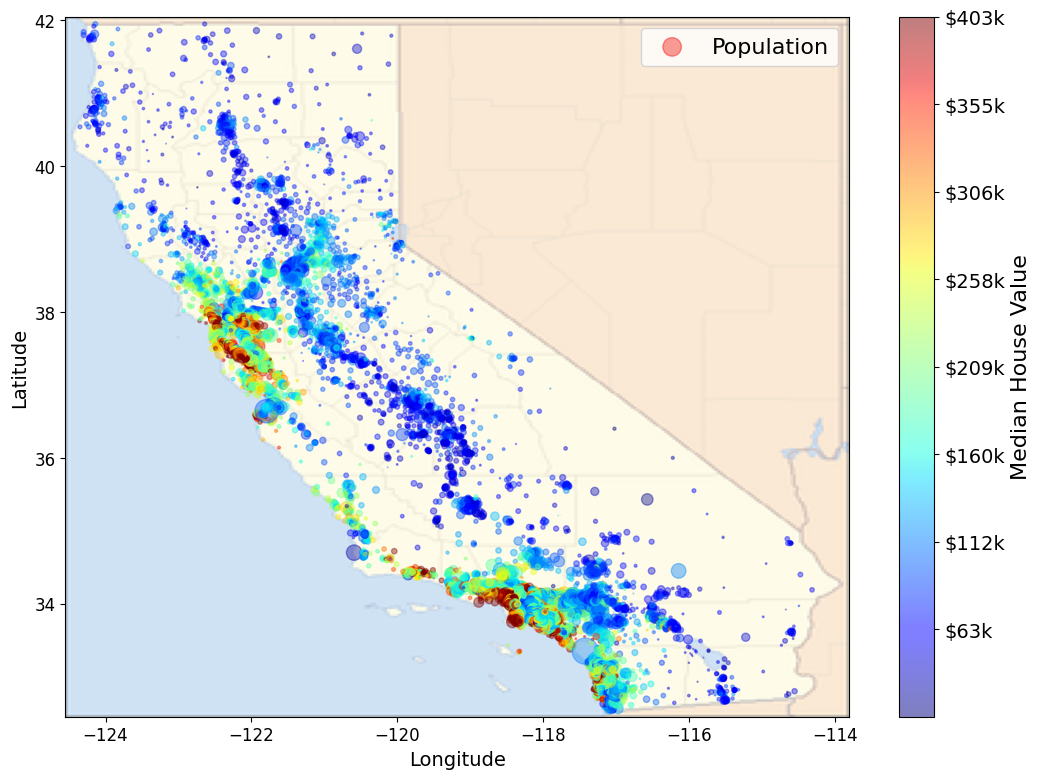 Population
42
40
38
36
34
Latitude
−124
−122
−120
−118
−116
−114
Longitude
$403k
$355k
$306k
$258k
$209k
$160k
$112k
$63k
Median House Value